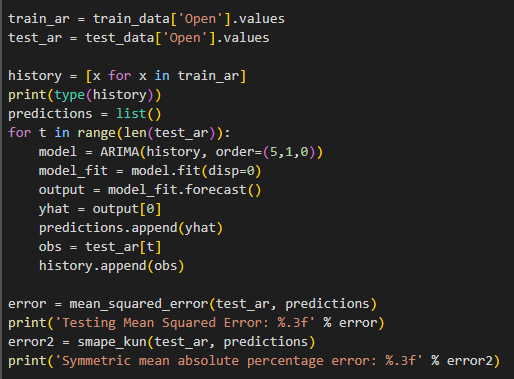 train_ar = train_data['Open'].values
test_ar = test_data['Open'].values

history = [x for x in train_ar]
print(type(history))
predictions = list()
for t in range(len(test_ar)):
    model = ARIMA(history, order=(5,1,0))
    model_fit = model.fit(disp=0)
    output = model_fit.forecast()
    yhat = output[0]
    predictions.append(yhat)
    obs = test_ar[t]
    history.append(obs)

error = mean_squared_error(test_ar, predictions)
print('Testing Mean Squared Error: %.3f' % error)
error2 = smape_kun(test_ar, predictions)
print('Symmetric mean absolute percentage error: %.3f' % error2)